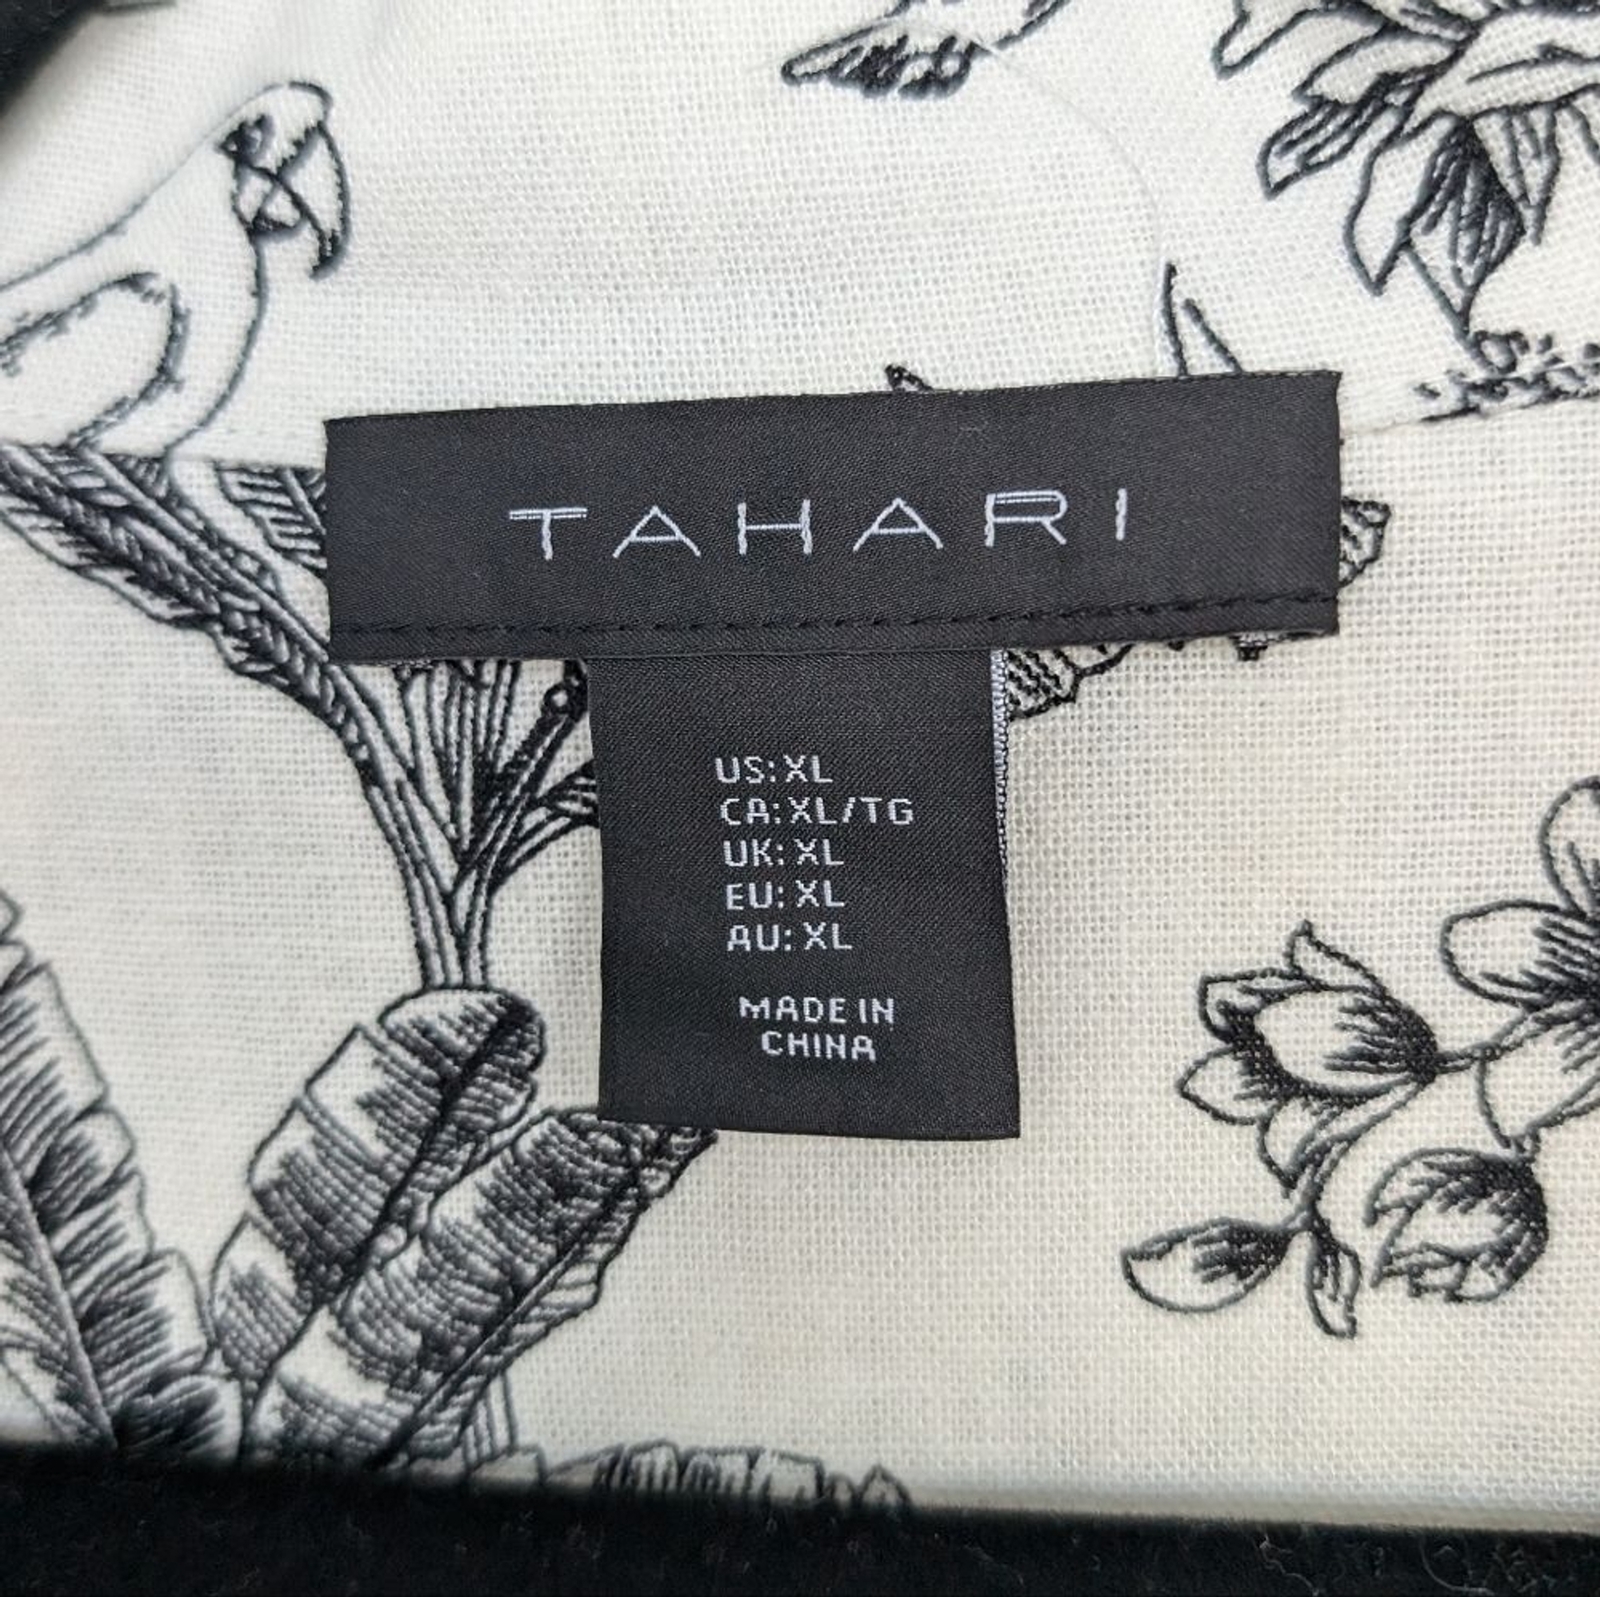 TAHARI
US: XL
CA: XL/TG
UK: XL
EU: XL
AU: XL
MADE IN
CHINA